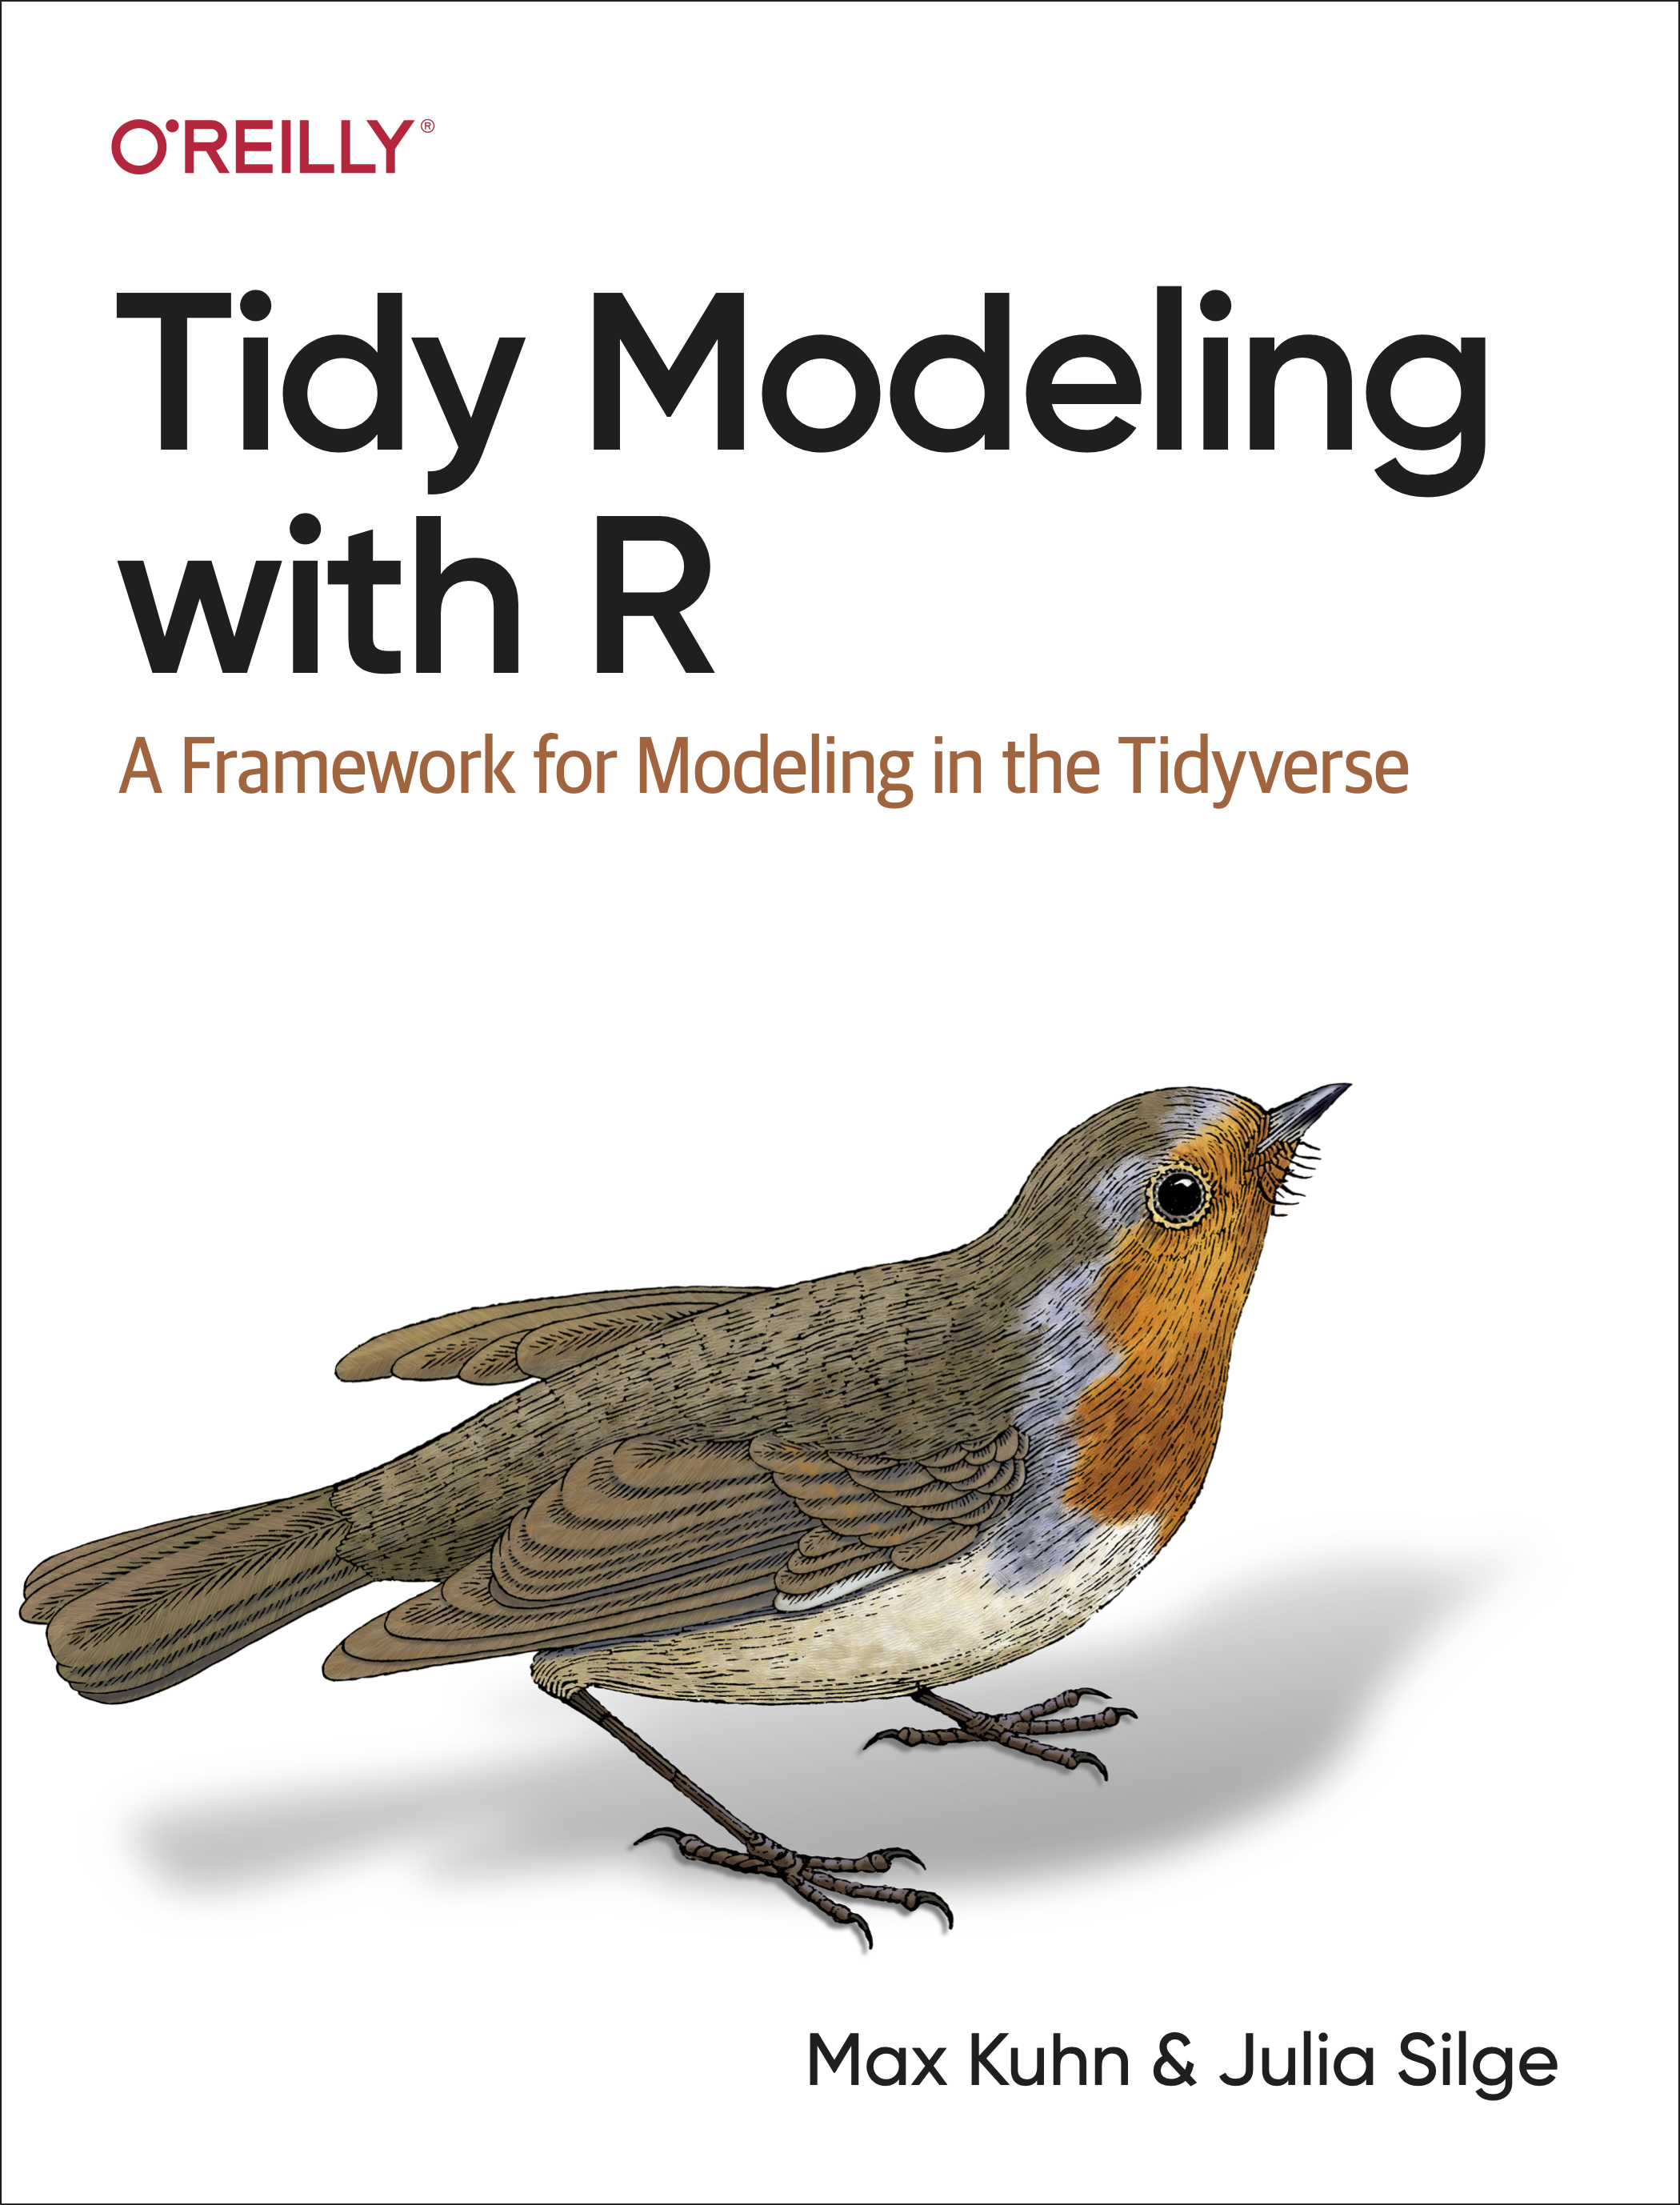 O'REILLY®
Tidy Modeling
with R
A Framework for Modeling in the Tidyverse
Max Kuhn & Julia Silge